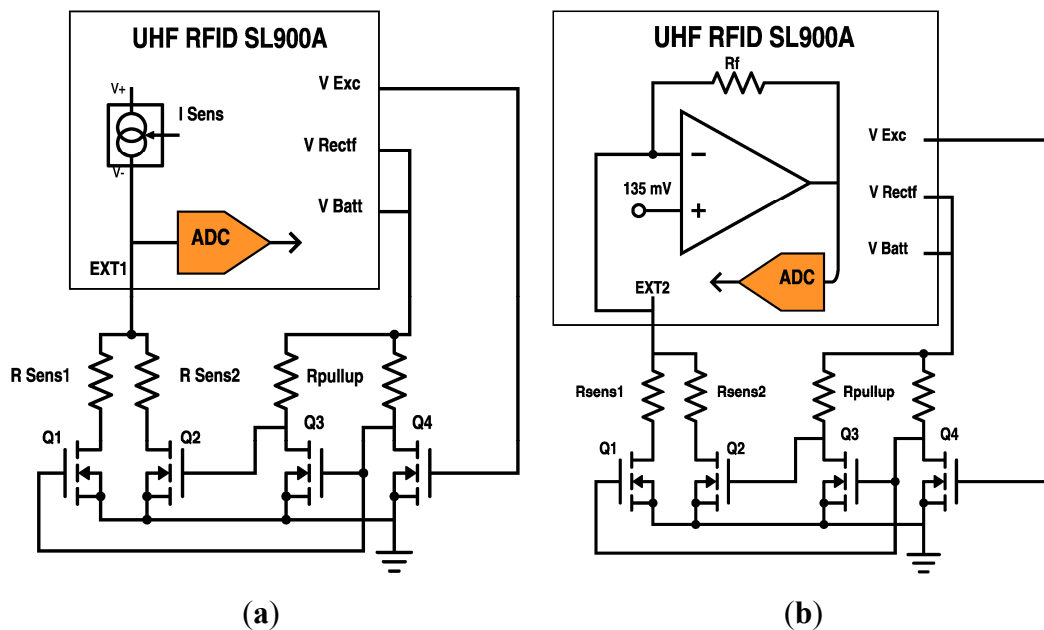 UHF RFID SL900A
V+
I Sens
V-
V Exc
V Rectf
V Batt
ADC
EXT1
R Sens1
R Sens2
Rpullup
Q1
Q2
Q3
Q4
(a)
UHF RFID SL900A
Rf
V Exc
135 mV
V Rectf
V Batt
ADC
EXT2
Rsens1
Rsens2
Rpullup
Q1
Q2
Q3
Q4
(b)